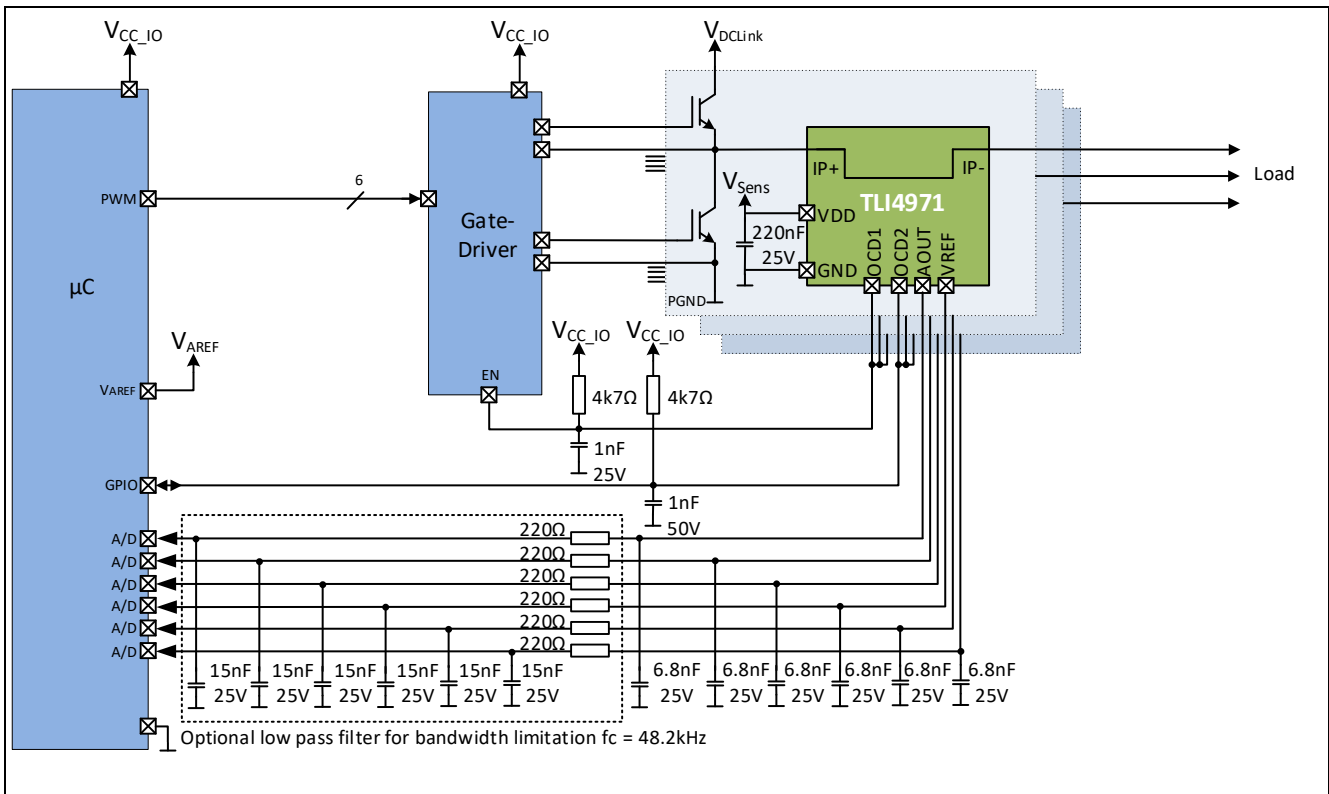 VCC_IO
VCC_IO
VDCLink
PWM
6
Gate-
Driver
µC
IP+
IP-
TLI4971
Load
VSens
VDD
220nF
25V
GND
OCD1
OCD2
AOUT
VREF
PGND
VCC_IO
VCC_IO
VAREF
VAREF
EN
4k7Ω
4k7Ω
1nF
25V
GPIO
1nF
50V
A/D
220Ω
A/D
220Ω
A/D
220Ω
A/D
220Ω
A/D
220Ω
A/D
220Ω
15nF 15nF 15nF 15nF 15nF 15nF 6.8nF 6.8nF 6.8nF 6.8nF 6.8nF 6.8nF
25V 25V 25V 25V 25V 25V 25V 25V 25V 25V 25V 25V
Optional low pass filter for bandwidth limitation fc = 48.2kHz